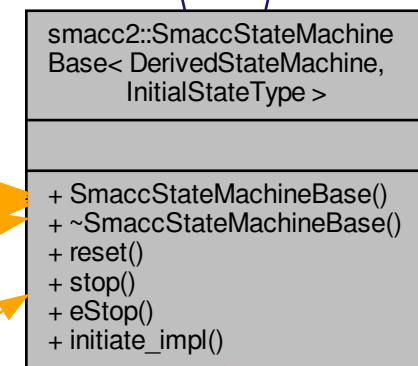 smacc2::SmaccStateMachine
Base< DerivedStateMachine,
InitialStateType >
+ SmaccStateMachineBase()
+ ~SmaccStateMachineBase()
+ reset()
+ stop()
+ eStop()
+ initiate_impl()